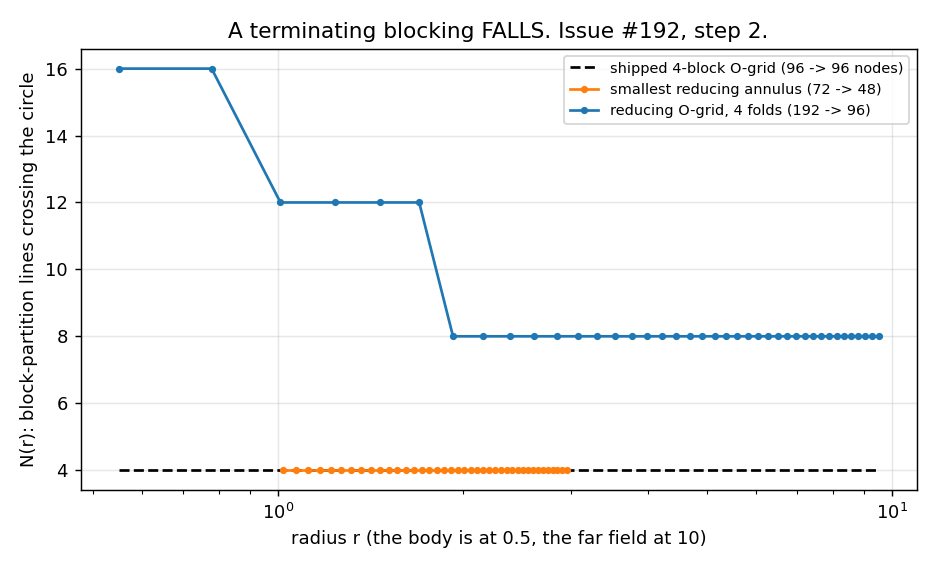 A terminating blocking FALLS. Issue #192, step 2.
N(r): block-partition lines crossing the circle
16
14
12
10
8
6
4
shipped 4-block O-grid (96 -> 96 nodes)
smallest reducing annulus (72 -> 48)
reducing O-grid, 4 folds (192 -> 96)
10⁰
10¹
radius r (the body is at 0.5, the far field at 10)